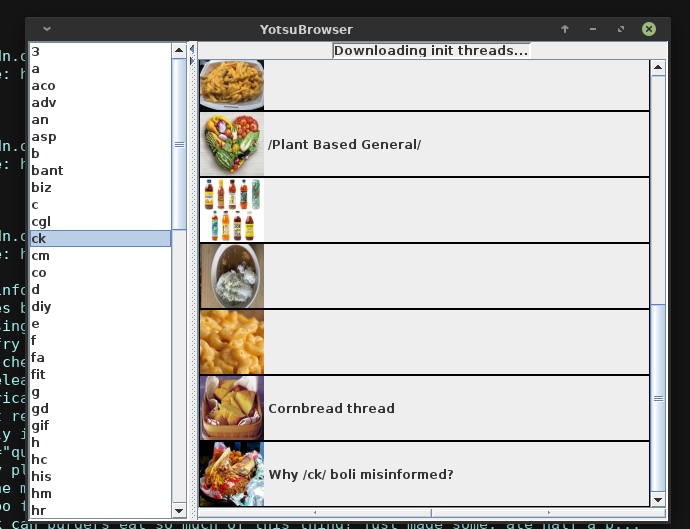 YotsuBrowser
Downloading init threads...
3
a
aco
adv
an
asp
b
bant
biz
c
cgl
ck
cm
co
d
diy
e
f
fa
fit
g
gd
gif
h
hc
his
hm
hr
/Plant Based General/
Cornbread thread
Why /ck/ boli misinformed?